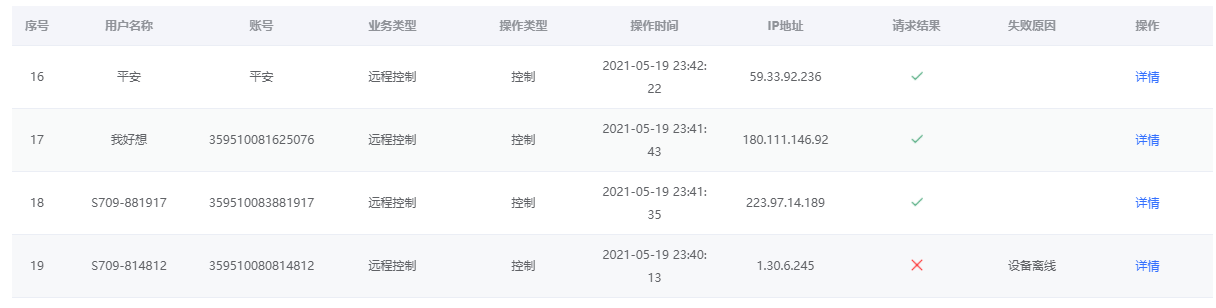 序号 用户名称 账号 业务类型 操作类型 操作时间 IP地址 请求结果 失败原因 操作
16 平安 平安 远程控制 控制 2021-05-19 23:42:
22 59.33.92.236 详情
17 我好想 359510081625076 远程控制 控制 2021-05-19 23:41:
43 180.111.146.92 详情
18 S709-881917 359510083881917 远程控制 控制 2021-05-19 23:41:
35 223.97.14.189 详情
19 S709-814812 359510080814812 远程控制 控制 2021-05-19 23:40:
13 1.30.6.245 设备离线 详情